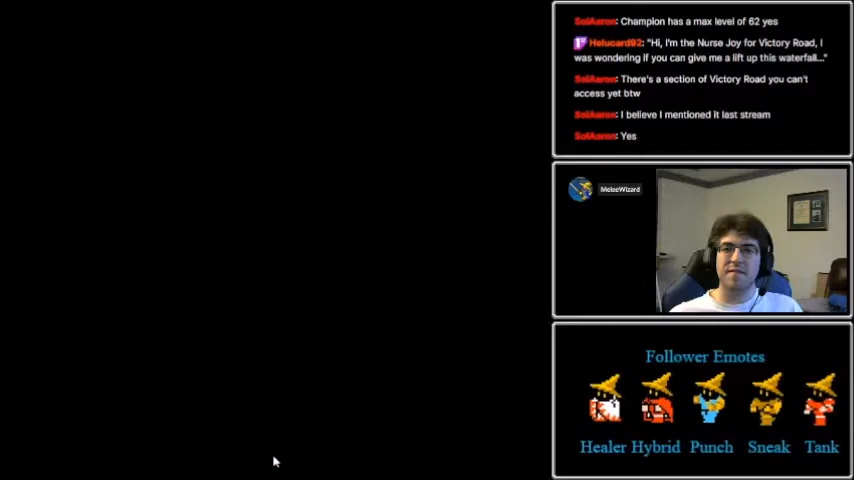 SolAaron: Champion has a max level of 62 yes
Helucard92: "Hi, I'm the Nurse Joy for Victory Road, I
was wondering if you can give me a lift up this waterfall..."
SolAaron: There's a section of Victory Road you can't
access yet btw
SolAaron: I believe I mentioned it last stream
SolAaron: Yes
MeleeWizard
Follower Emotes
Healer Hybrid Punch Sneak Tank